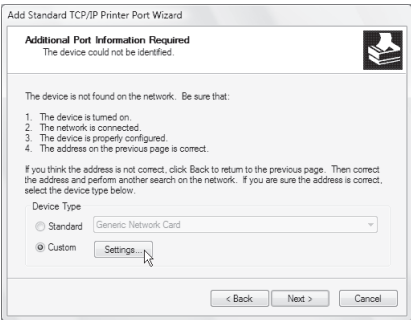 Add Standard TCP/IP Printer Port Wizard
Additional Port Information Required
The device could not be identified.
The device is not found on the network.  Be sure that:
1.  The device is turned on.
2.  The network is connected.
3.  The device is properly configured.
4.  The address on the previous page is correct.
If you think the address is not correct, click Back to return to the previous page.  Then correct
the address and perform another search on the network.  If you are sure the address is correct,
select the device type below.
Device Type
Standard
Generic Network Card
Custom
Settings...
< Back
Next >
Cancel